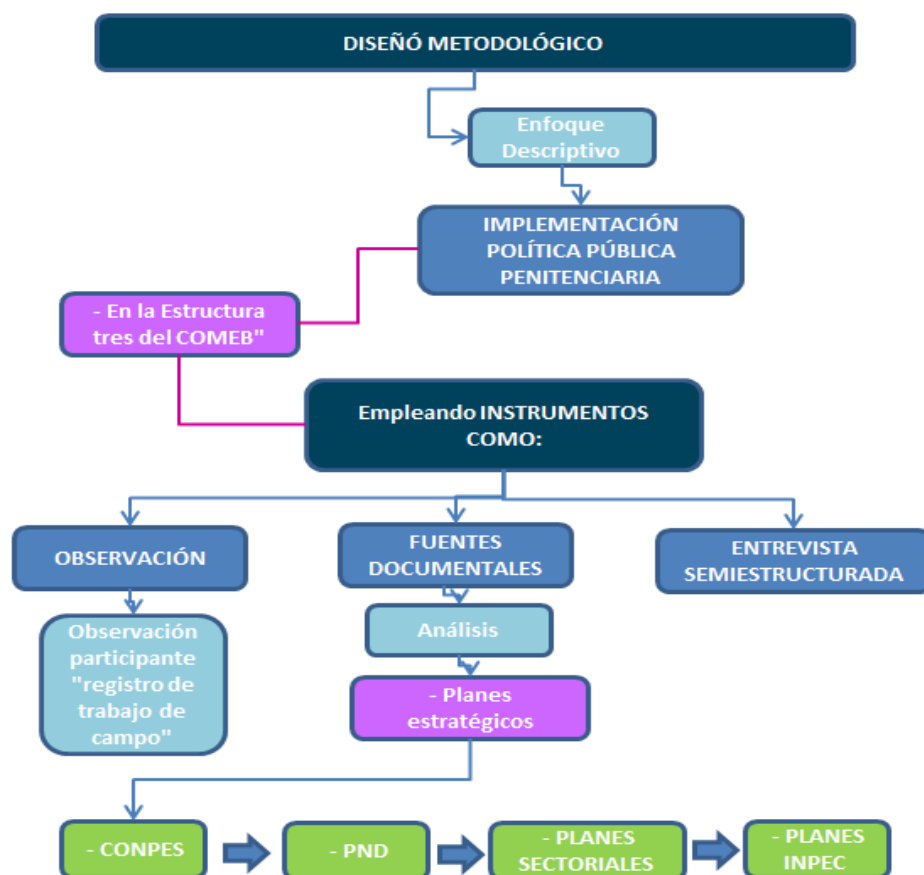 DISEÑÓ METODOLÓGICO
Enfoque
Descriptivo
IMPLEMENTACIÓN
POLÍTICA PÚBLICA
PENITENCIARIA
- En la Estructura
tres del COMEB"
Empleando INSTRUMENTOS
COMO:
OBSERVACIÓN
FUENTES
DOCUMENTALES
ENTREVISTA
SEMIESTRUCTURADA
Observación
participante
"registro de
trabajo de
campo"
Análisis
- Planes
estratégicos
- CONPES
- PND
- PLANES
SECTORIALES
- PLANES
INPEC